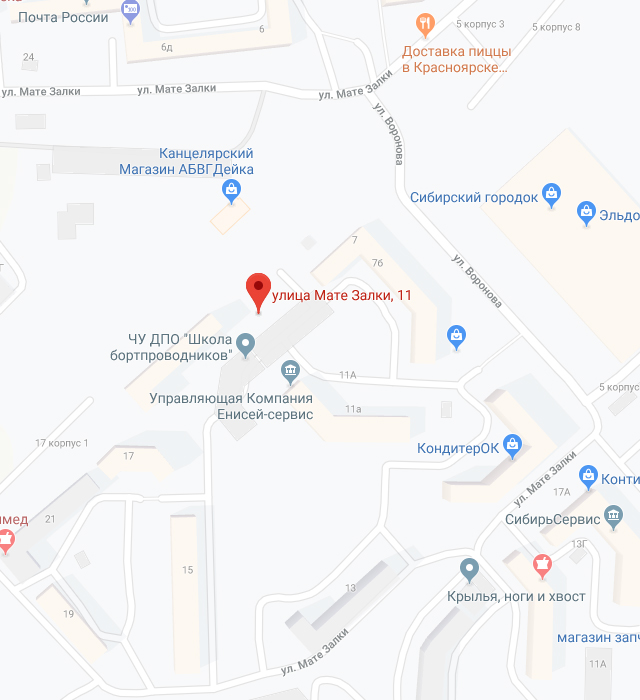 Почта России
6
6д
24
5 корпус 3
5 корпус 8
Доставка пиццы
в Красноярске...
ул. Мате Залки
ул. Мате Залки
ул. Мате Залки
ул. Воронова
Канцелярский
Магазин АБВГДейка
Сибирский городок
Эльдо
7
7б
ул. Воронова
улица Мате Залки, 11
ЧУ ДПО "Школа
бортпроводников"
11А
Управляющая Компания
Енисей-сервис
11а
5 корпус
17 корпус 1
17
КондитерОК
ул. Мате Залки
17А
Конти
21
СибирьСервис
13Г
15
13
Крылья, ноги и хвост
19
магазин запч
ул. Мате Залки
11А